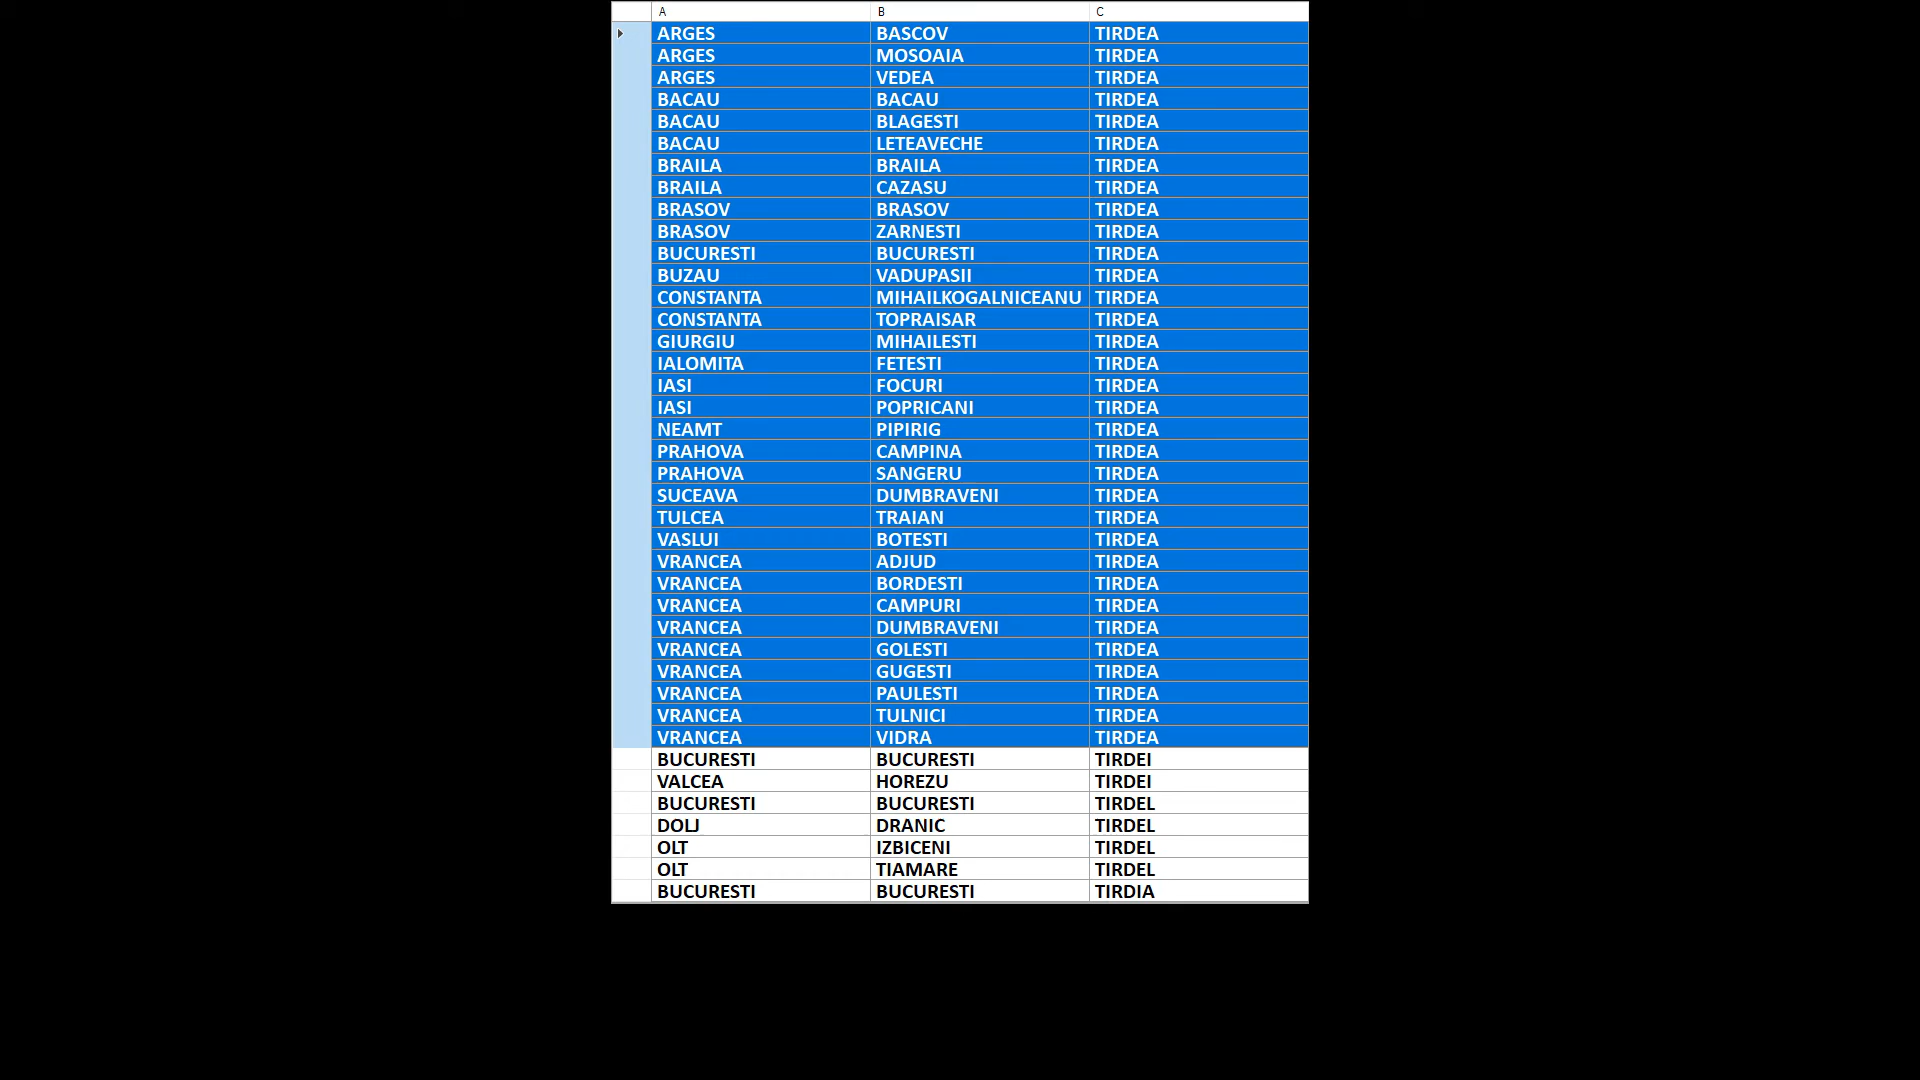 A B C
ARGES BASCOV TIRDEA
ARGES MOSOAIA TIRDEA
ARGES VEDEA TIRDEA
BACAU BACAU TIRDEA
BACAU BLAGESTI TIRDEA
BACAU LETEAVECHE TIRDEA
BRAILA BRAILA TIRDEA
BRAILA CAZASU TIRDEA
BRASOV BRASOV TIRDEA
BRASOV ZARNESTI TIRDEA
BUCURESTI BUCURESTI TIRDEA
BUZAU VADUPASII TIRDEA
CONSTANTA MIHAILKOGALNICEANU TIRDEA
CONSTANTA TOPRAISAR TIRDEA
GIURGIU MIHAILESTI TIRDEA
IALOMITA FETESTI TIRDEA
IASI FOCURI TIRDEA
IASI POPRICANI TIRDEA
NEAMT PIPIRIG TIRDEA
PRAHOVA CAMPINA TIRDEA
PRAHOVA SANGERU TIRDEA
SUCEAVA DUMBRAVENI TIRDEA
TULCEA TRAIAN TIRDEA
VASLUI BOTESTI TIRDEA
VRANCEA ADJUD TIRDEA
VRANCEA BORDESTI TIRDEA
VRANCEA CAMPURI TIRDEA
VRANCEA DUMBRAVENI TIRDEA
VRANCEA GOLESTI TIRDEA
VRANCEA GUGESTI TIRDEA
VRANCEA PAULESTI TIRDEA
VRANCEA TULNICI TIRDEA
VRANCEA VIDRA TIRDEA
BUCURESTI BUCURESTI TIRDEI
VALCEA HOREZU TIRDEI
BUCURESTI BUCURESTI TIRDEL
DOLJ DRANIC TIRDEL
OLT IZBICENI TIRDEL
OLT TIAMARE TIRDEL
BUCURESTI BUCURESTI TIRDIA